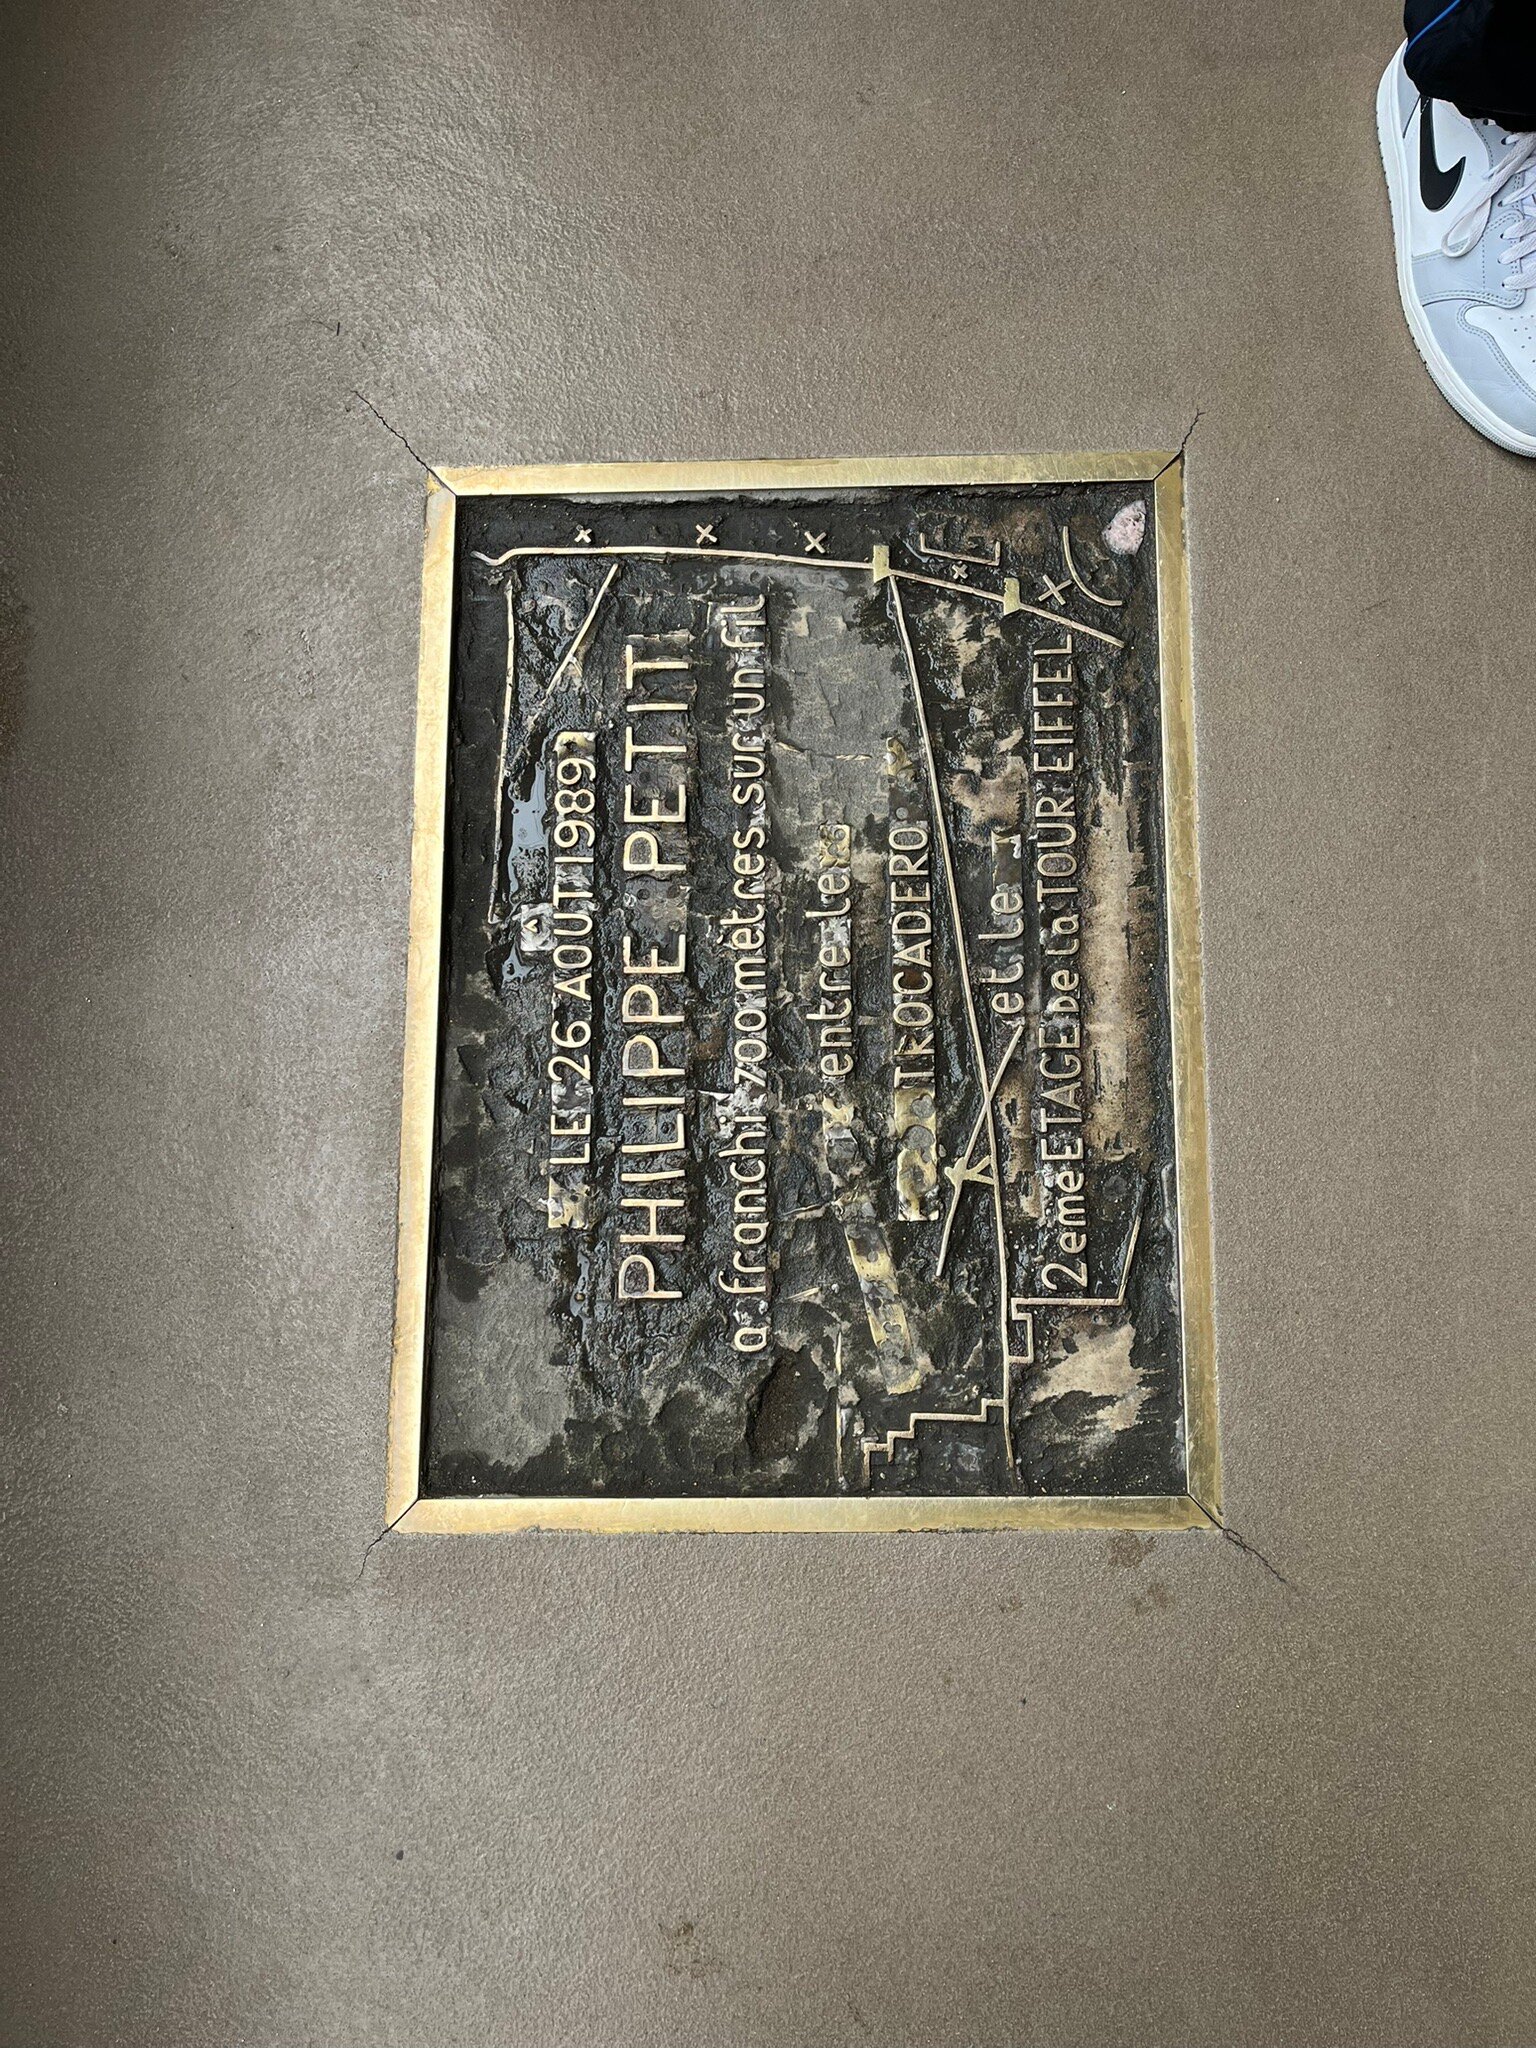 LE 26 AOUT 1989
PHILIPPE PETIT
a franchi 700 mètres sur un fil
entre le
TROCADERO
et le
2eme ETAGE De la TOUR EIFFEL